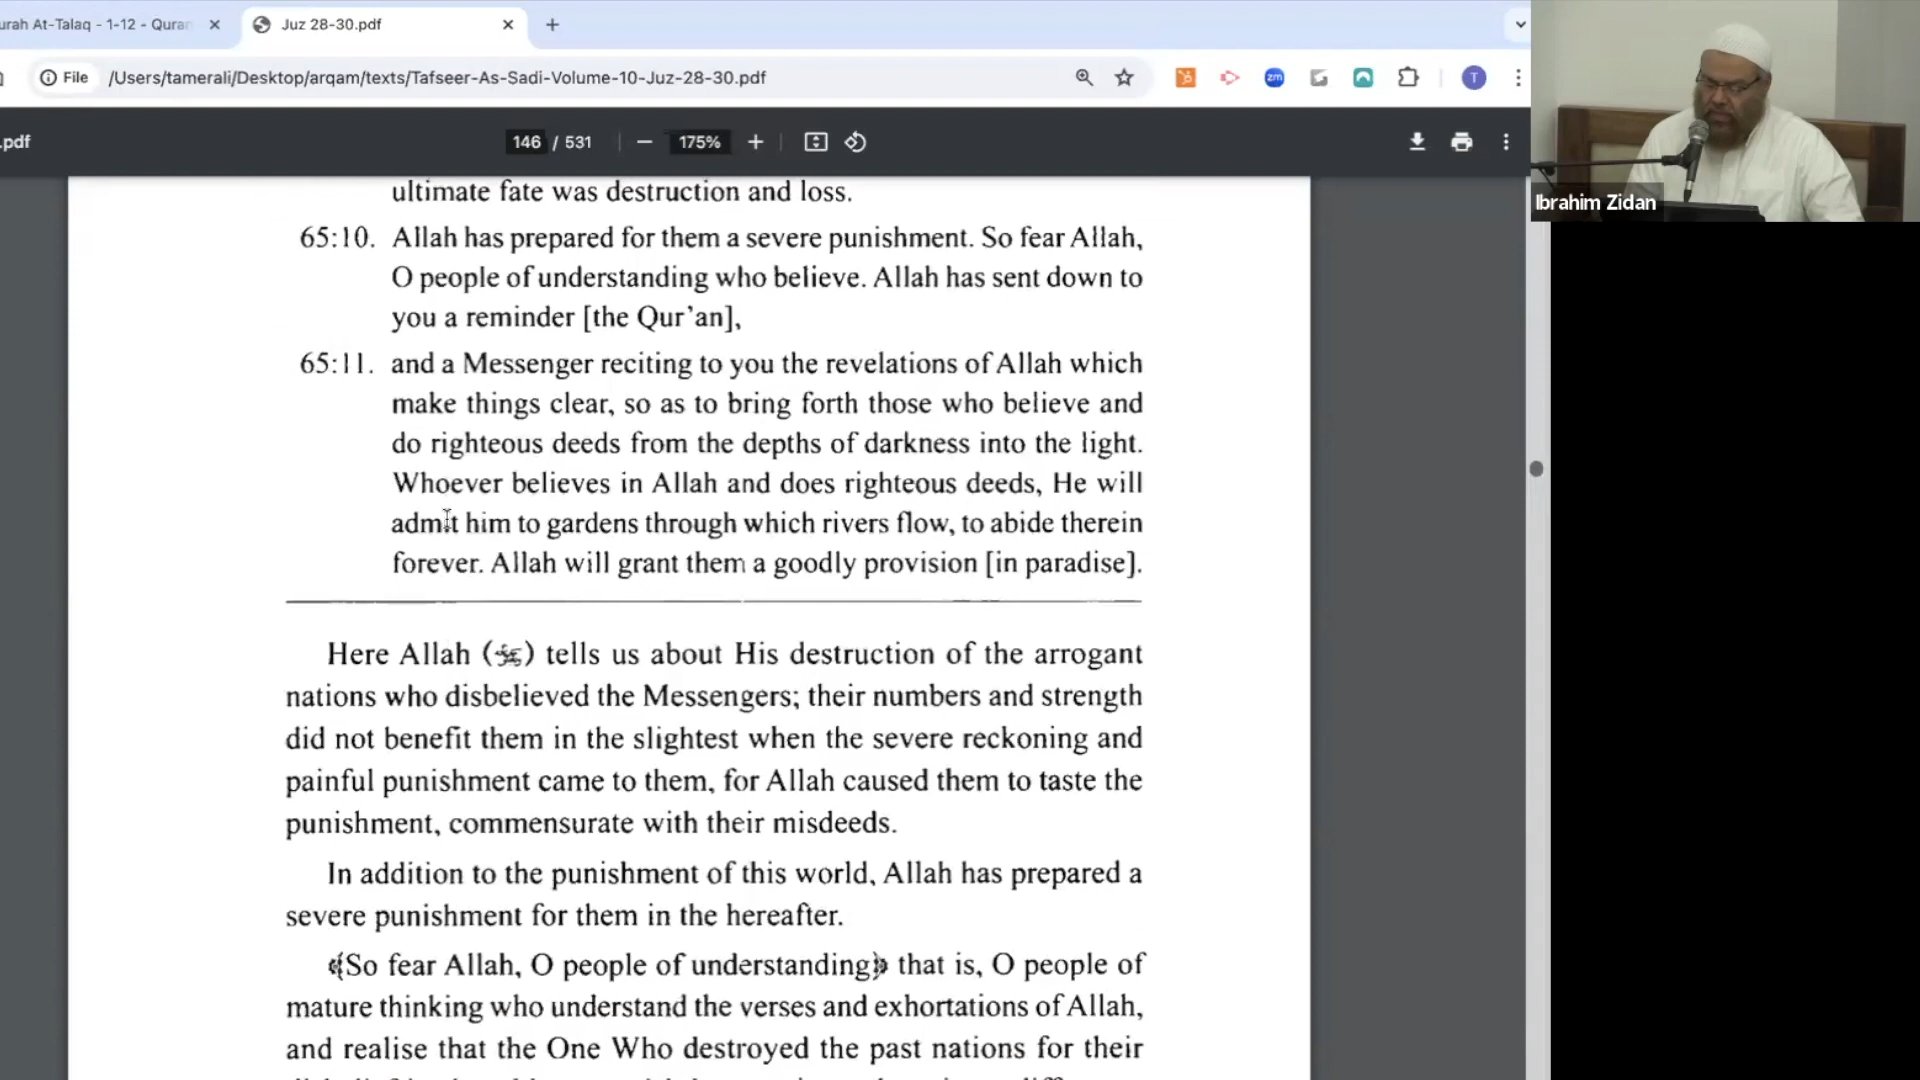 urah At-Talaq - 1-12 - Quran
Juz 28-30.pdf
File
/Users/tamerali/Desktop/arqam/texts/Tafseer-As-Sadi-Volume-10-Juz-28-30.pdf
zm
T
.pdf
146 / 531
175%
Ibrahim Zidan
ultimate fate was destruction and loss.
65:10. Allah has prepared for them a severe punishment. So fear Allah,
O people of understanding who believe. Allah has sent down to
you a reminder [the Qur’an],
65:11. and a Messenger reciting to you the revelations of Allah which
make things clear, so as to bring forth those who believe and
do righteous deeds from the depths of darkness into the light.
Whoever believes in Allah and does righteous deeds, He will
admit him to gardens through which rivers flow, to abide therein
forever. Allah will grant them a goodly provision [in paradise].
Here Allah () tells us about His destruction of the arrogant
nations who disbelieved the Messengers; their numbers and strength
did not benefit them in the slightest when the severe reckoning and
painful punishment came to them, for Allah caused them to taste the
punishment, commensurate with their misdeeds.
In addition to the punishment of this world, Allah has prepared a
severe punishment for them in the hereafter.
﴾So fear Allah, O people of understanding﴿ that is, O people of
mature thinking who understand the verses and exhortations of Allah,
and realise that the One Who destroyed the past nations for their